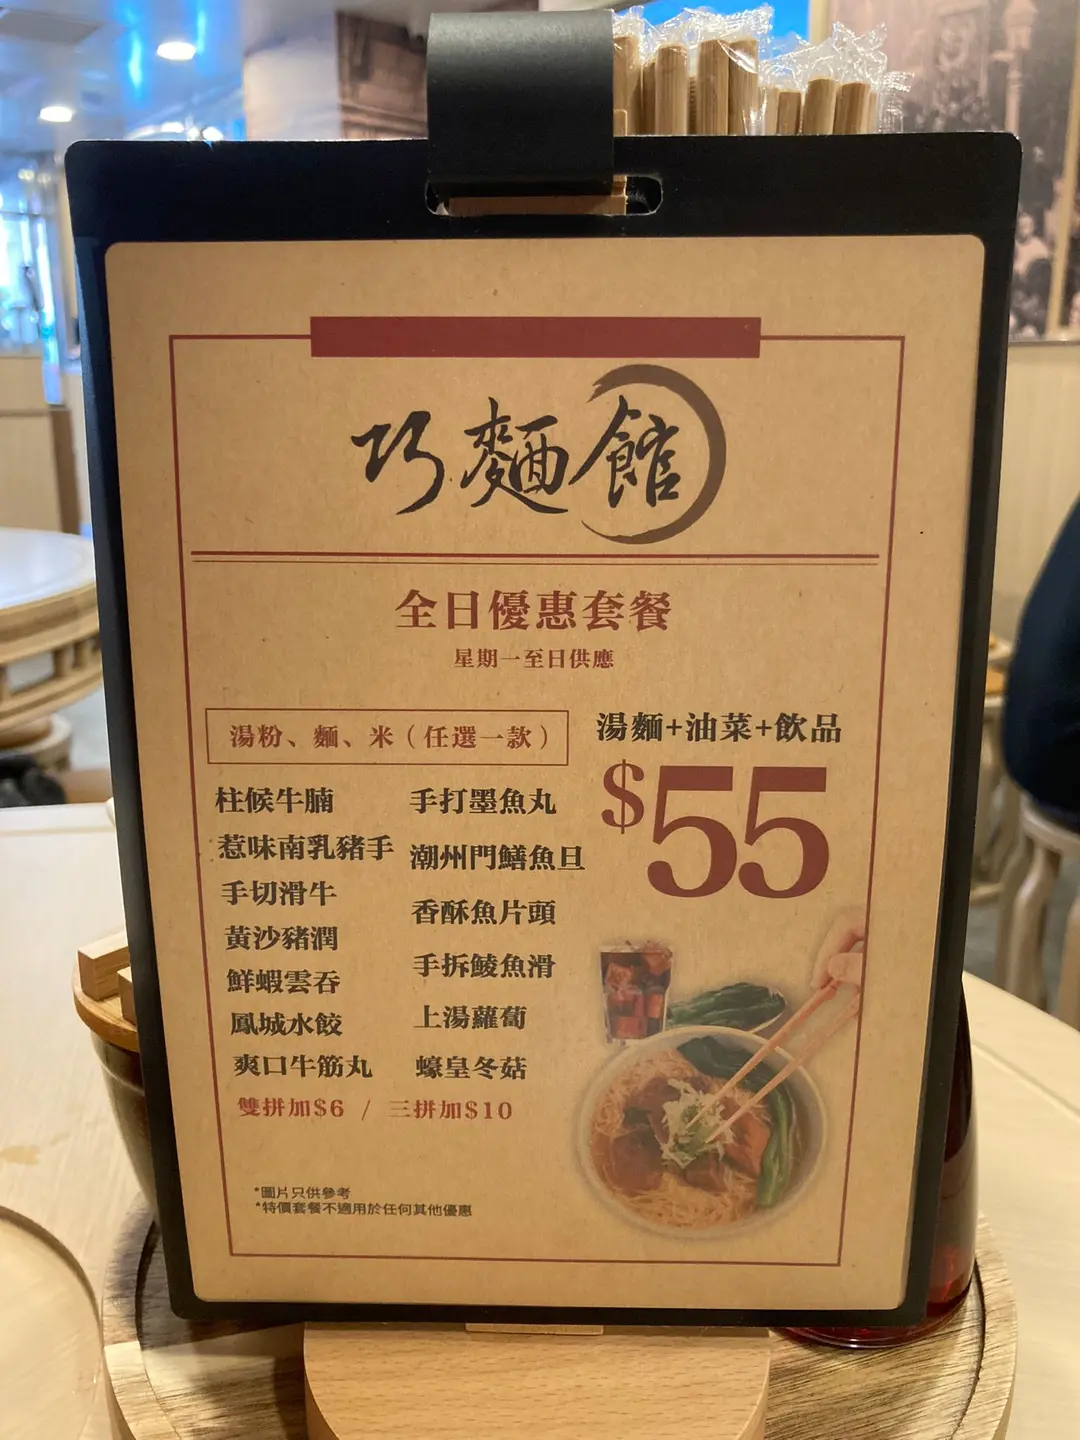 巧麵館
全日優惠套餐
星期一至日供應
湯粉、麵、米（任選一款）
柱候牛腩
惹味南乳豬手
手切滑牛
黃沙豬潤
鮮蝦雲吞
鳳城水餃
爽口牛筋丸
手打墨魚丸
潮州門鱔魚旦
香酥魚片頭
手拆鯪魚滑
上湯蘿蔔
蠔皇冬菇
雙拼加$6 / 三拼加$10
湯麵+油菜+飲品
$55
*圖片只供參考
*特價套餐不適用於任何其他優惠